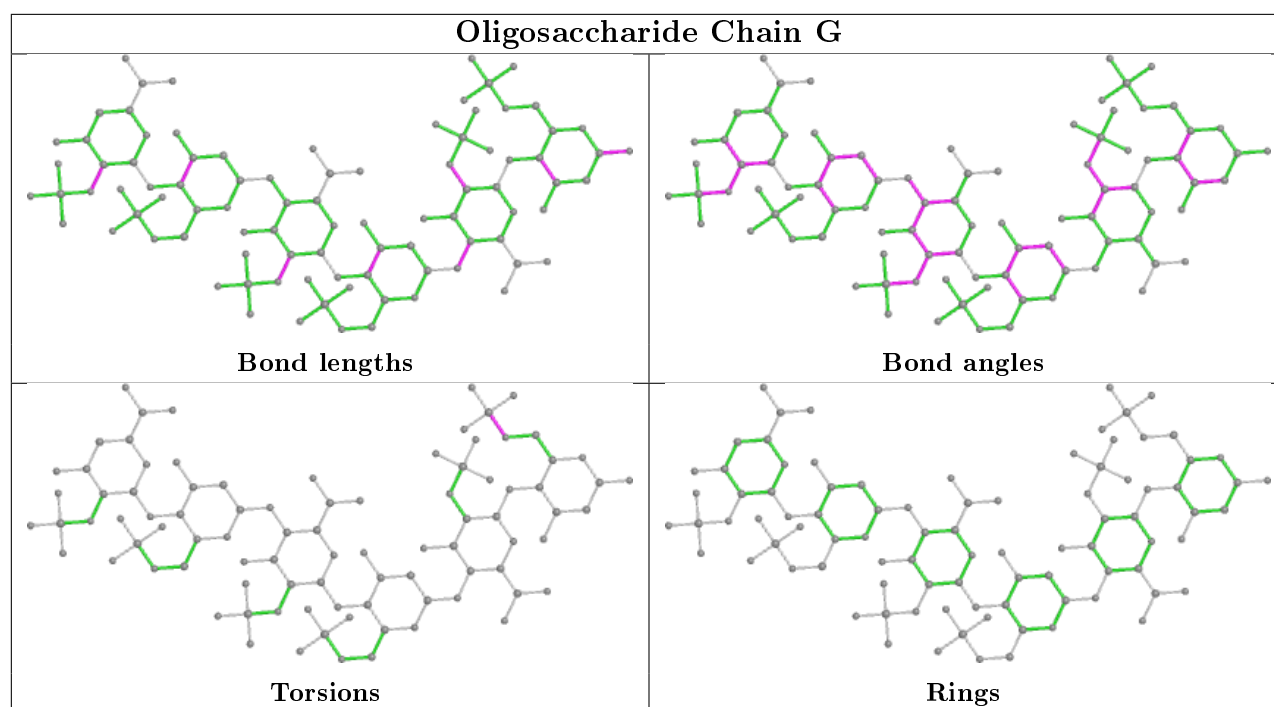 Oligosaccharide Chain G
Bond lengths
Bond angles
Torsions
Rings